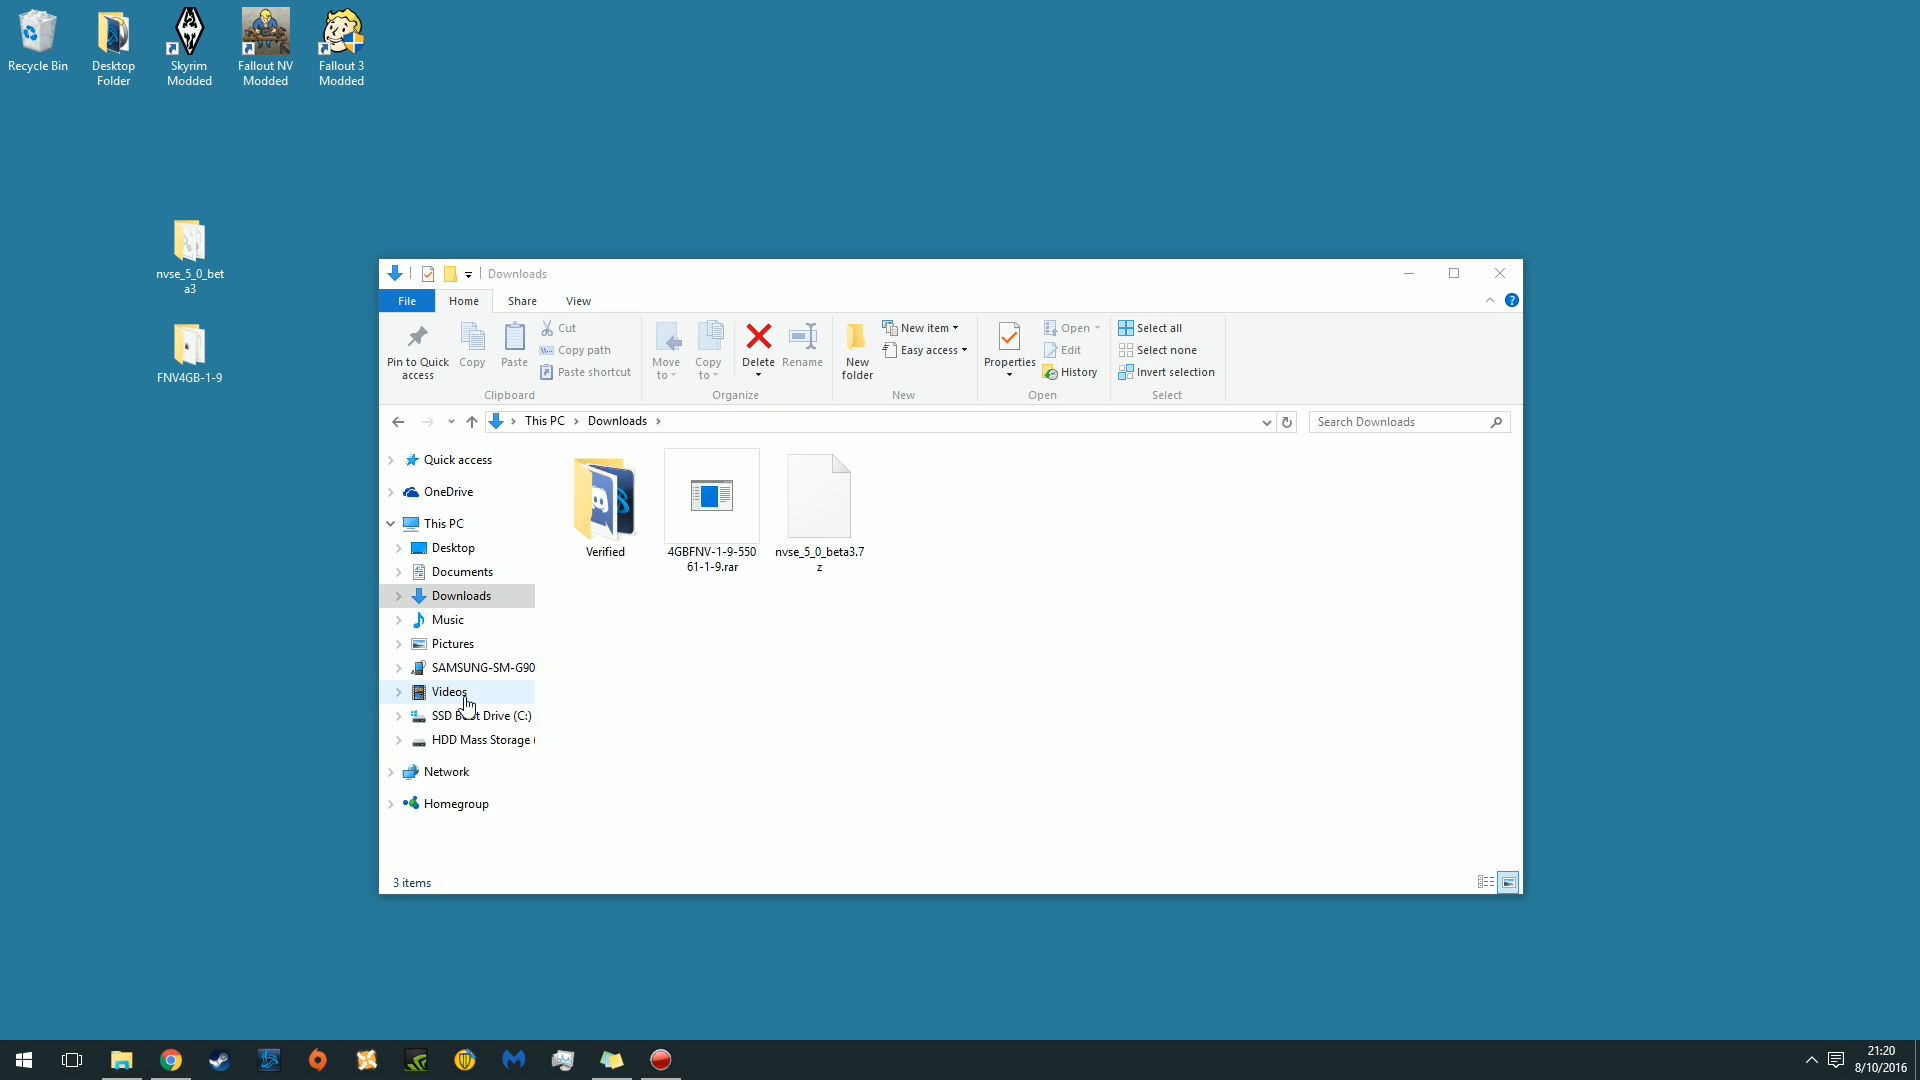 Recycle Bin
Desktop
Folder
Skyrim
Modded
Fallout NV
Modded
Fallout 3
Modded
nvse_5_0_bet
a3
FNV4GB-1-9
Downloads
File
Home
Share
View
Pin to Quick
access
Copy
Paste
Cut
Copy path
Paste shortcut
Clipboard
Move
to
Copy
to
Delete
Rename
Organize
New
folder
New item
Easy access
New
Properties
Open
Edit
History
Open
Select all
Select none
Invert selection
Select
This PC
Downloads
Search Downloads
Quick access
OneDrive
This PC
Desktop
Documents
Downloads
Music
Pictures
SAMSUNG-SM-G90
Videos
SSD Boot Drive (C:)
HDD Mass Storage (
Network
Homegroup
Verified
4GBFNV-1-9-550
61-1-9.rar
nvse_5_0_beta3.7
z
3 items
21:20
8/10/2016